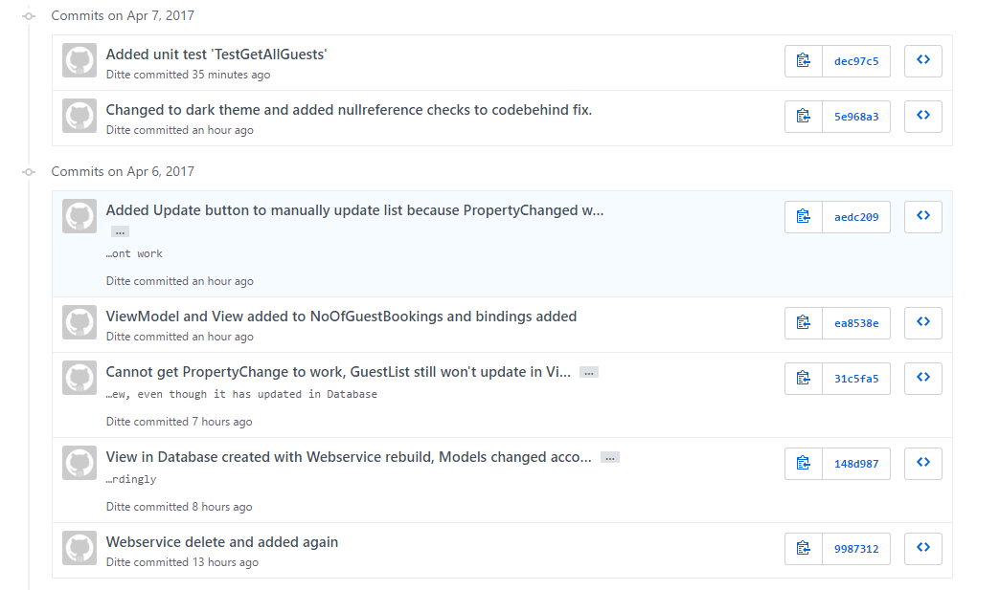 Commits on Apr 7, 2017
Added unit test 'TestGetAllGuests'
Ditte committed 35 minutes ago
dec97c5
Changed to dark theme and added nullreference checks to codebehind fix.
Ditte committed an hour ago
5e968a3
Commits on Apr 6, 2017
Added Update button to manually update list because PropertyChanged w...
...
…ont work
Ditte committed an hour ago
aedc209
ViewModel and View added to NoOfGuestBookings and bindings added
Ditte committed an hour ago
ea8538e
Cannot get PropertyChange to work, GuestList still won't update in Vi... ...
…ew, even though it has updated in Database
Ditte committed 7 hours ago
31c5fa5
View in Database created with Webservice rebuild, Models changed acco... ...
…rdingly
Ditte committed 8 hours ago
148d987
Webservice delete and added again
Ditte committed 13 hours ago
9987312